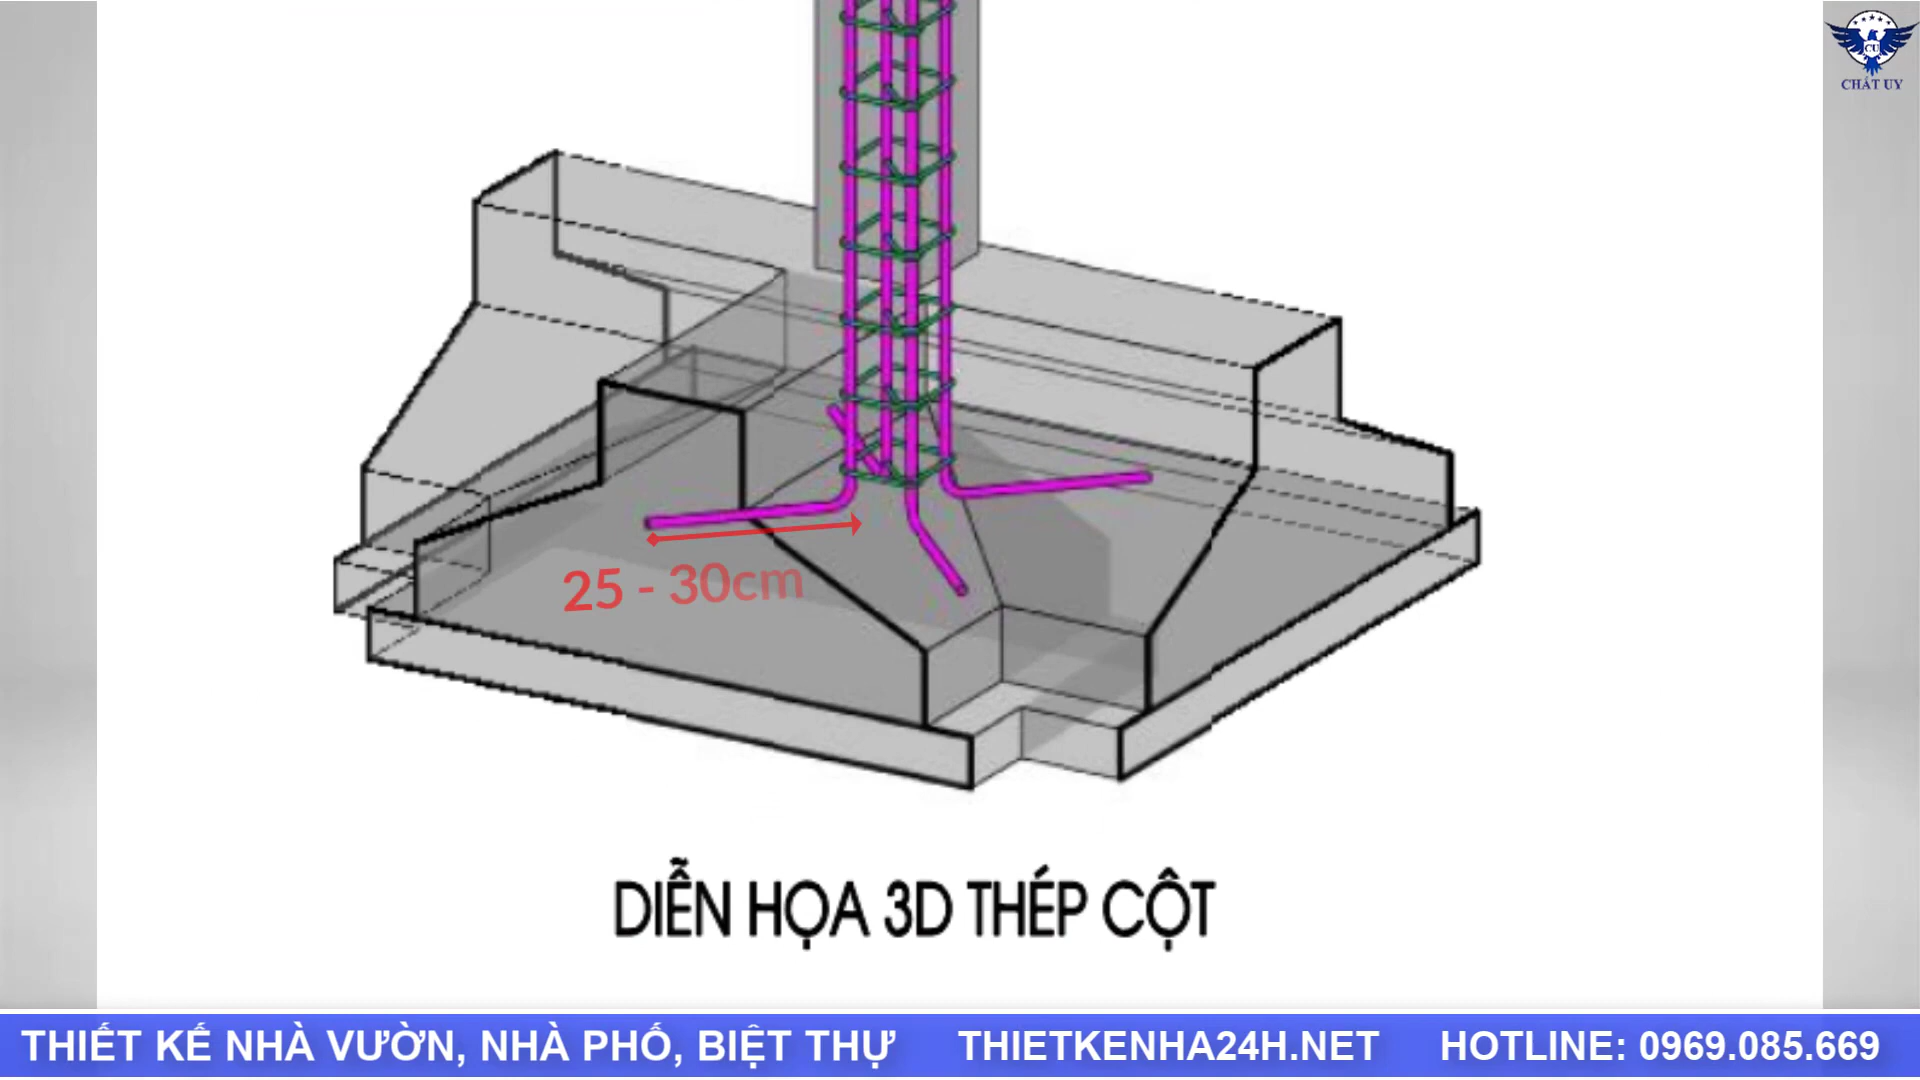 CU
CHẤT UY
25 - 30cm
DIỄN HỌA 3D THÉP CỘT
THIẾT KẾ NHÀ VƯỜN, NHÀ PHỐ, BIỆT THỰ THIETKENHA24H.NET HOTLINE: 0969.085.669